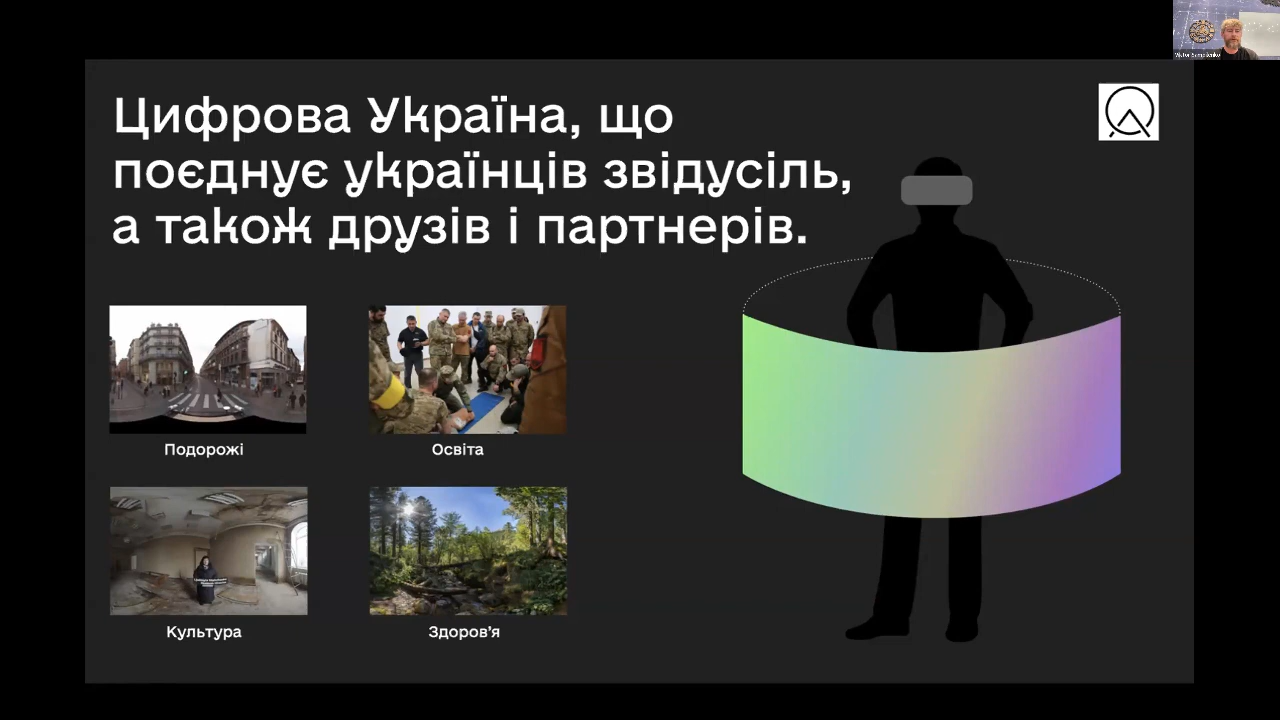 Цифрова Україна, що
поєднує українців звідусіль,
а також друзів і партнерів.
Подорожі
Освіта
Культура
Здоров'я